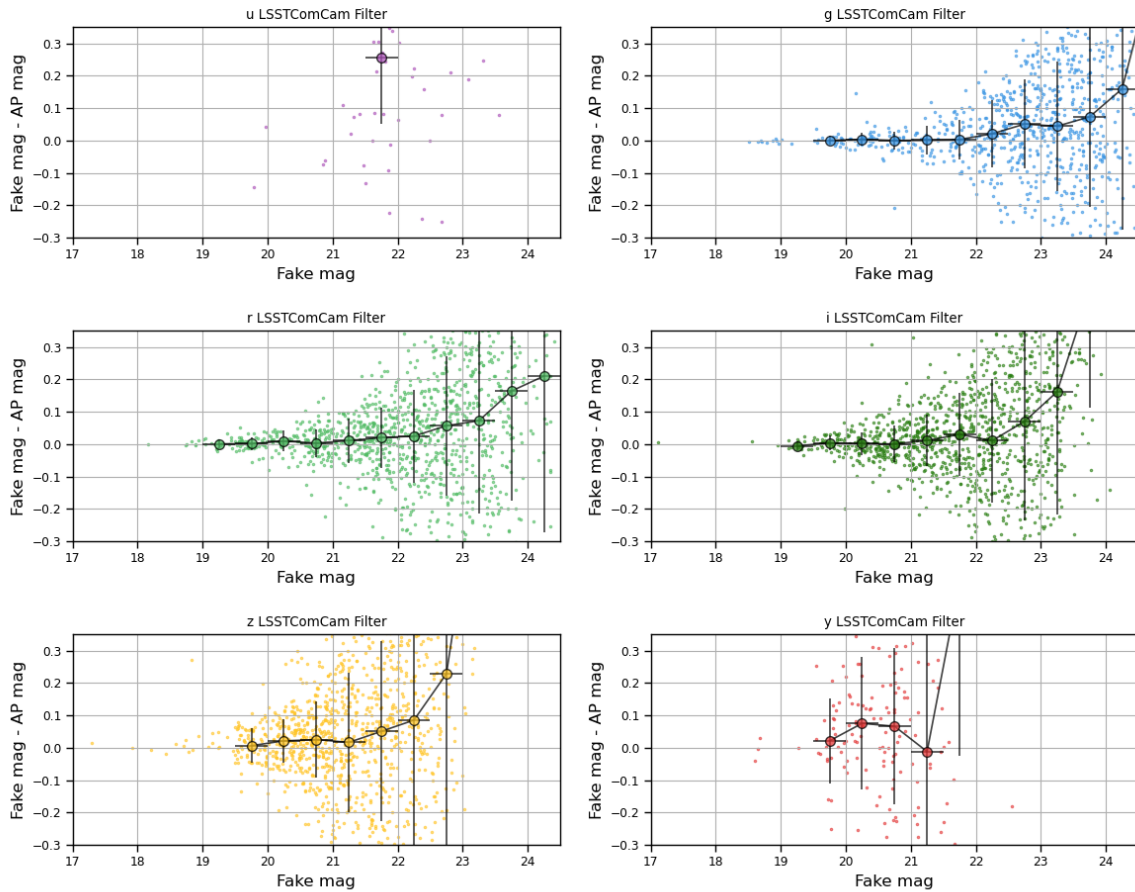 u LSSTComCam Filter
0.3
0.2
0.1
0.0
−0.1
−0.2
−0.3
Fake mag - AP mag
17 18 19 20 21 22 23 24
Fake mag
g LSSTComCam Filter
0.3
0.2
0.1
0.0
−0.1
−0.2
−0.3
Fake mag - AP mag
17 18 19 20 21 22 23 24
Fake mag
r LSSTComCam Filter
0.3
0.2
0.1
0.0
−0.1
−0.2
−0.3
Fake mag - AP mag
17 18 19 20 21 22 23 24
Fake mag
i LSSTComCam Filter
0.3
0.2
0.1
0.0
−0.1
−0.2
−0.3
Fake mag - AP mag
17 18 19 20 21 22 23 24
Fake mag
z LSSTComCam Filter
0.3
0.2
0.1
0.0
−0.1
−0.2
−0.3
Fake mag - AP mag
17 18 19 20 21 22 23 24
Fake mag
y LSSTComCam Filter
0.3
0.2
0.1
0.0
−0.1
−0.2
−0.3
Fake mag - AP mag
17 18 19 20 21 22 23 24
Fake mag